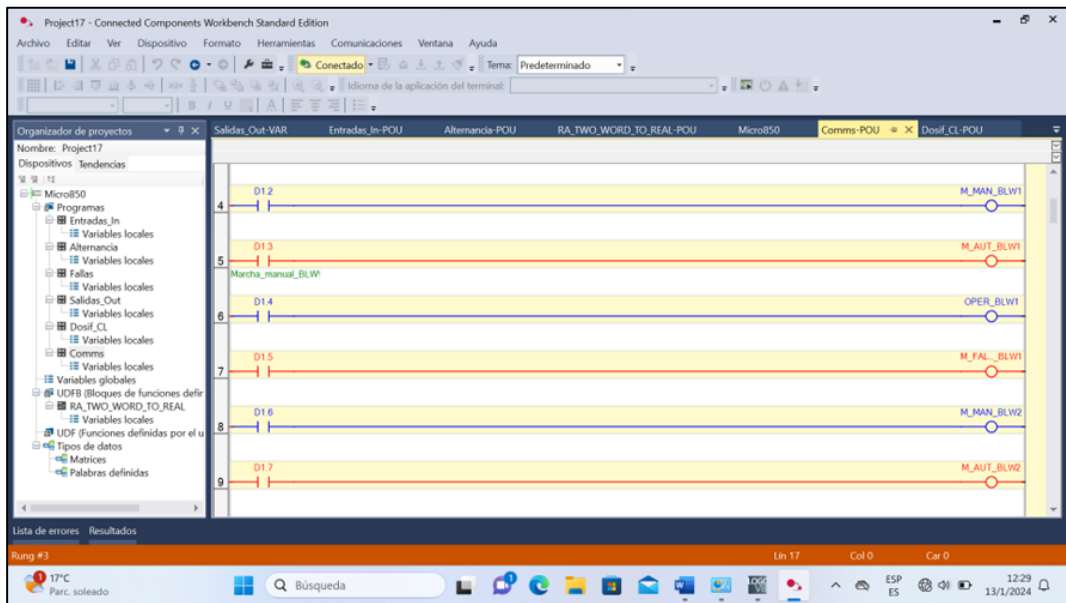 Project17 - Connected Components Workbench Standard Edition
Archivo Editar Ver Dispositivo Formato Herramientas Comunicaciones Ventana Ayuda
Conectado Tema: Predeterminado
Idioma de la aplicación del terminal:
B I U A
Organizador de proyectos
Nombre: Project17
Dispositivos Tendencias
Micro850
Programas
Entradas_In
Variables locales
Alternancia
Variables locales
Fallas
Variables locales
Salidas_Out
Variables locales
Dosif_CL
Variables locales
Comms
Variables locales
Variables globales
UDFB (Bloques de funciones defir
RA_TWO_WORD_TO_REAL
Variables locales
UDF (Funciones definidas por el u
Tipos de datos
Matrices
Palabras definidas
Salidas_Out-VAR Entradas_In-POU Alternancia-POU RA_TWO_WORD_TO_REAL-POU Micro850 Comms-POU Dosif_CL-POU
D1.2 M_MAN_BLW1
4
D1.3 M_AUT_BLW1
5
Marcha_manual_BLW!
D1.4 OPER_BLW1
6
D1.5 M_FAL..._BLW1
7
D1.6 M_MAN_BLW2
8
D1.7 M_AUT_BLW2
9
Lista de errores Resultados
Rung #3 Lín 17 Col 0 Car 0
1
17°C
Parc. soleado
Búsqueda
ESP
ES
12:29
13/1/2024